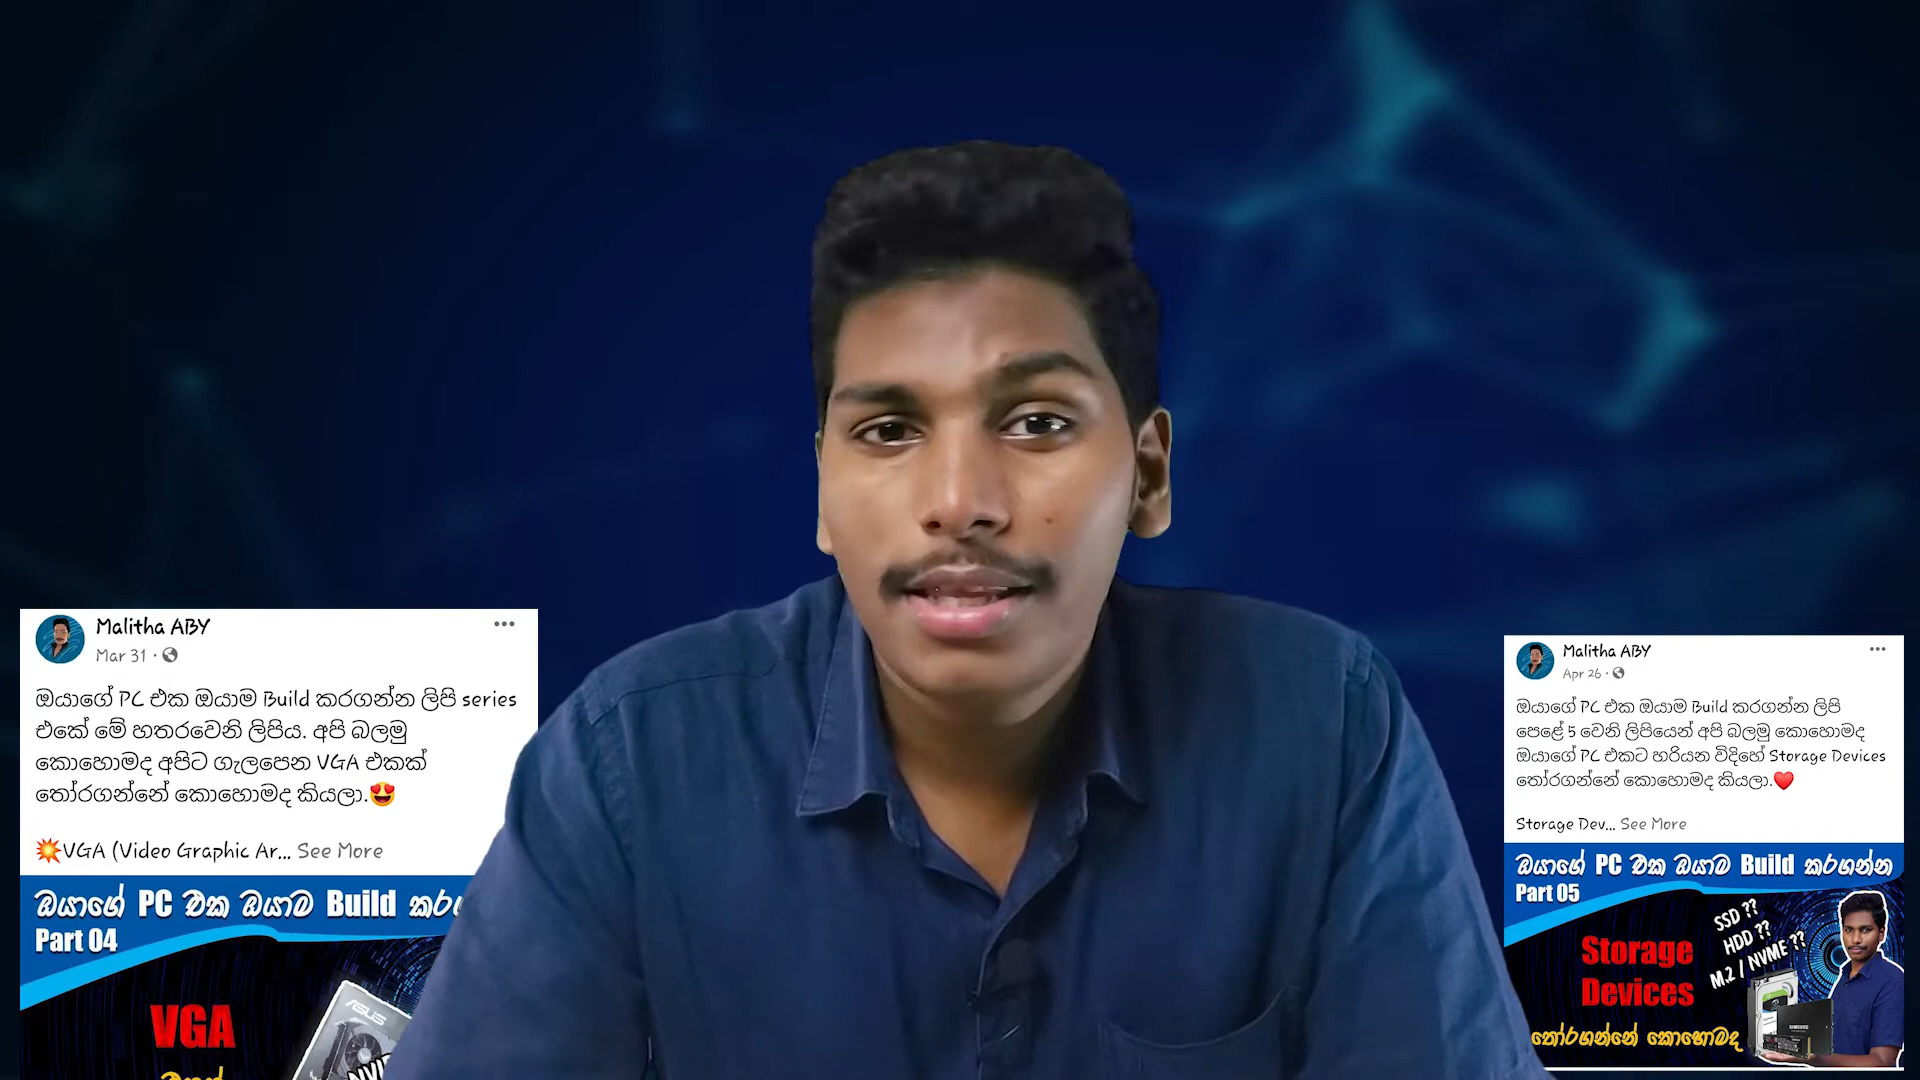 Malitha ABY
Mar 31 ·
ඔයාගේ PC එක ඔයාම Build කරගන්න ලිපි series
එකේ මේ හතරවෙනි ලිපිය. අපි බලමු
කොහොමද අපිට ගැලපෙන VGA එකක්
තෝරගන්නේ කොහොමද කියලා.😍
💥VGA (Video Graphic Ar... See More
ඔයාගේ PC එක ඔයාම Build
Part 04
VGA
ASUS
Malitha ABY
Apr 26 ·
ඔයාගේ PC එක ඔයාම Build කරගන්න ලිපි
පෙළේ 5 වෙනි ලිපියෙන් අපි බලමු කොහොමද
ඔයාගේ PC එකට හරියන විදිහේ Storage Devices
තෝරගන්නේ කොහොමද කියලා.❤️
Storage Dev... See More
ඔයාගේ PC එක ඔයාම Build කරගන්න
Part 05
SSD ??
HDD ??
M.2 / NVME ??
Storage
Devices
තෝරගන්නේ කොහොමද
SAMSUNG